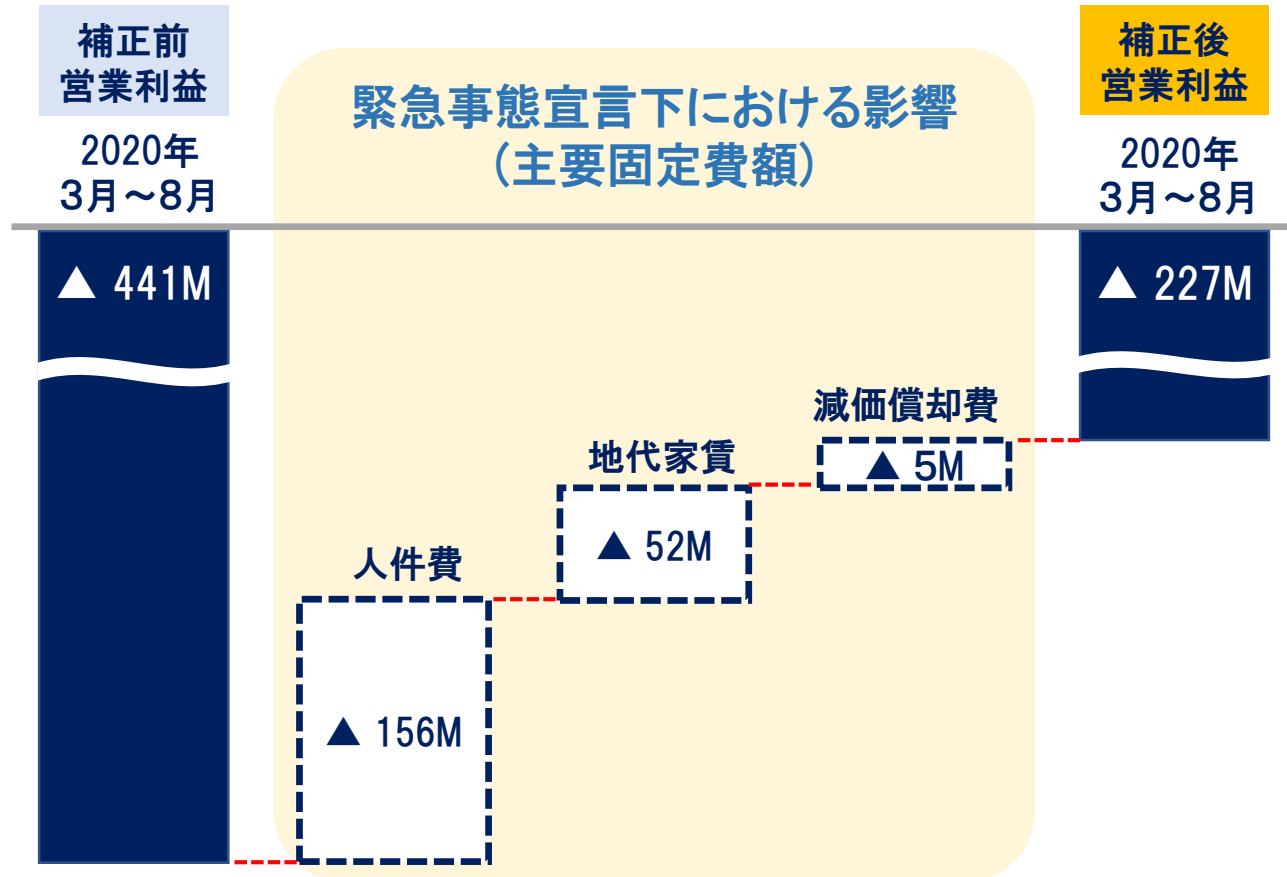 補正前
営業利益
2020年
3月～8月
緊急事態宣言下における影響
(主要固定費額)
補正後
営業利益
2020年
3月～8月
▲ 441M
▲ 227M
減価償却費
▲ 5M
地代家賃
▲ 52M
人件費
▲ 156M